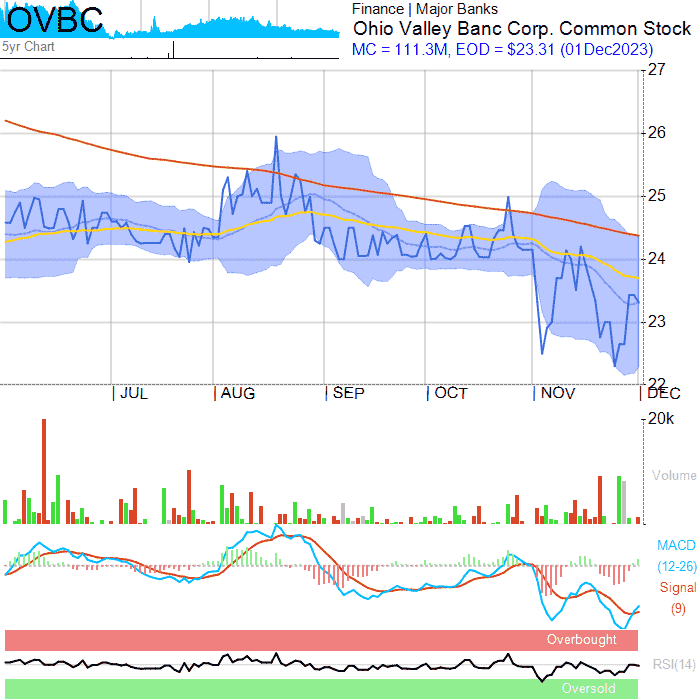 OVBC
5yr Chart
Finance | Major Banks
Ohio Valley Banc Corp. Common Stock
MC = 111.3M, EOD = $23.31 (01Dec2023)
27
26
25
24
23
22
JUL AUG SEP OCT NOV DEC
20k
Volume
MACD
(12-26)
Signal
(9)
Overbought
RSI(14)
Oversold